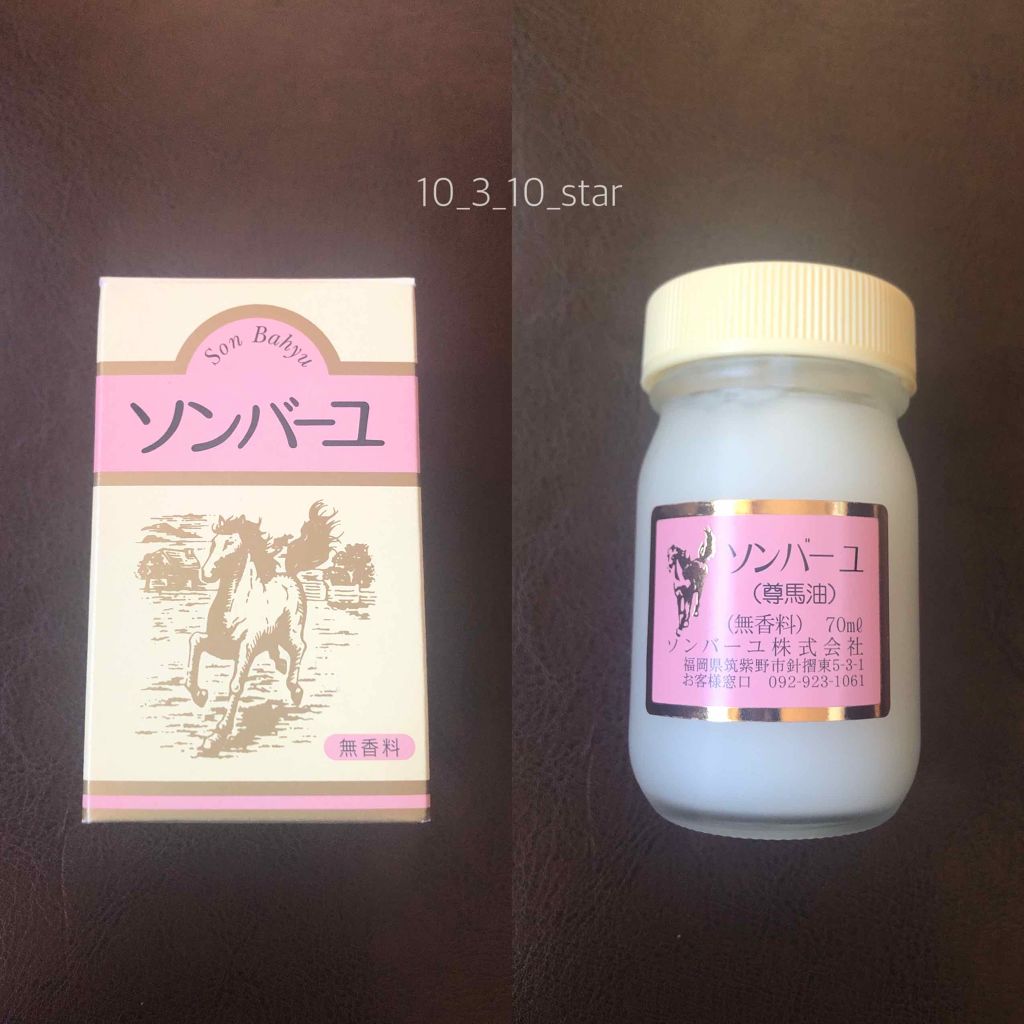 10_3_10_star
Son Bahyu
ソンバーユ
無香料
ソンバーユ
(尊馬油)
(無香料) 70mℓ
ソンバーユ株式会社
福岡県筑紫野市針摺東5-3-1
お客様窓口 092-923-1061